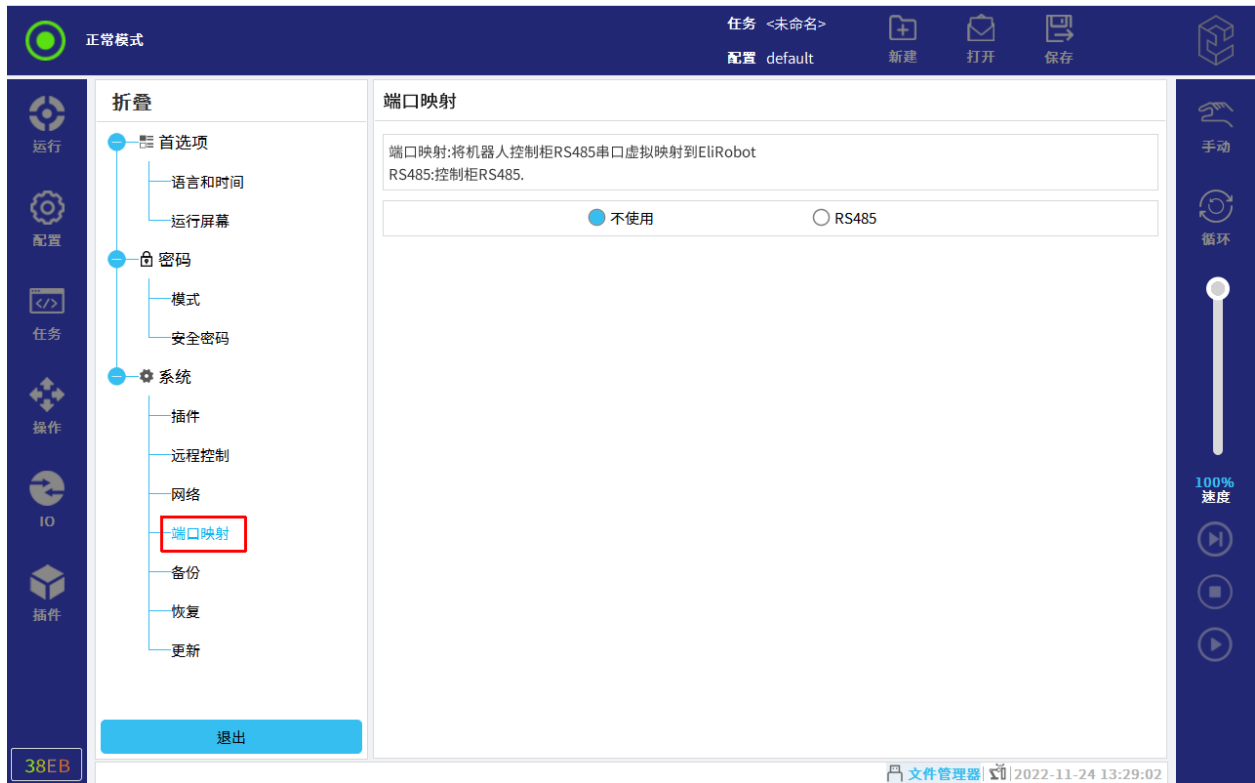 正常模式
任务 <未命名>
配置 default
新建
打开
保存
运行
配置
任务
操作
IO
插件
38EB
折叠
首选项
语言和时间
运行屏幕
密码
模式
安全密码
系统
插件
远程控制
网络
端口映射
备份
恢复
更新
退出
端口映射
端口映射:将机器人控制柜RS485串口虚拟映射到EliRobot
RS485:控制柜RS485.
不使用 RS485
手动
循环
100%
速度
文件管理器 2022-11-24 13:29:02